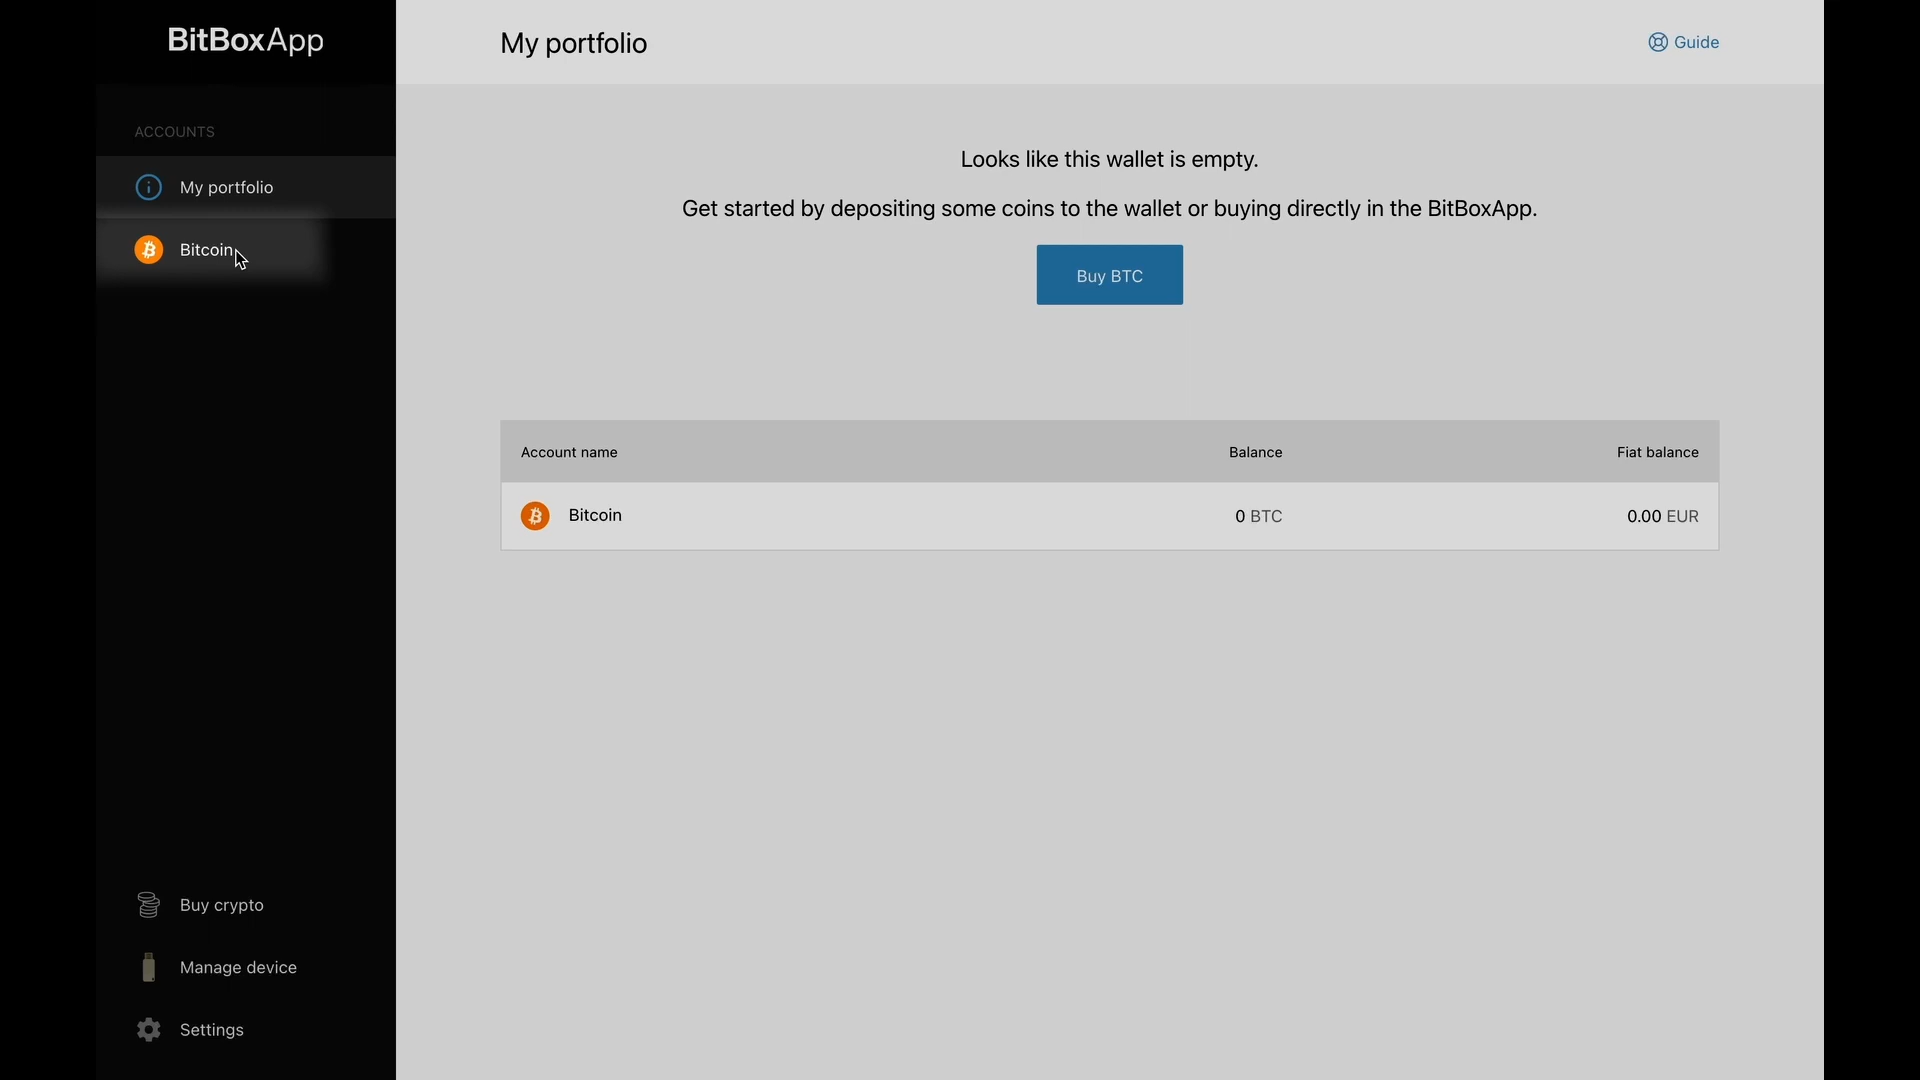 BitBoxApp
My portfolio
Guide
ACCOUNTS
My portfolio
Bitcoin
Looks like this wallet is empty.
Get started by depositing some coins to the wallet or buying directly in the BitBoxApp.
Buy BTC
Account name Balance Fiat balance
Bitcoin 0 BTC 0.00 EUR
Buy crypto
Manage device
Settings